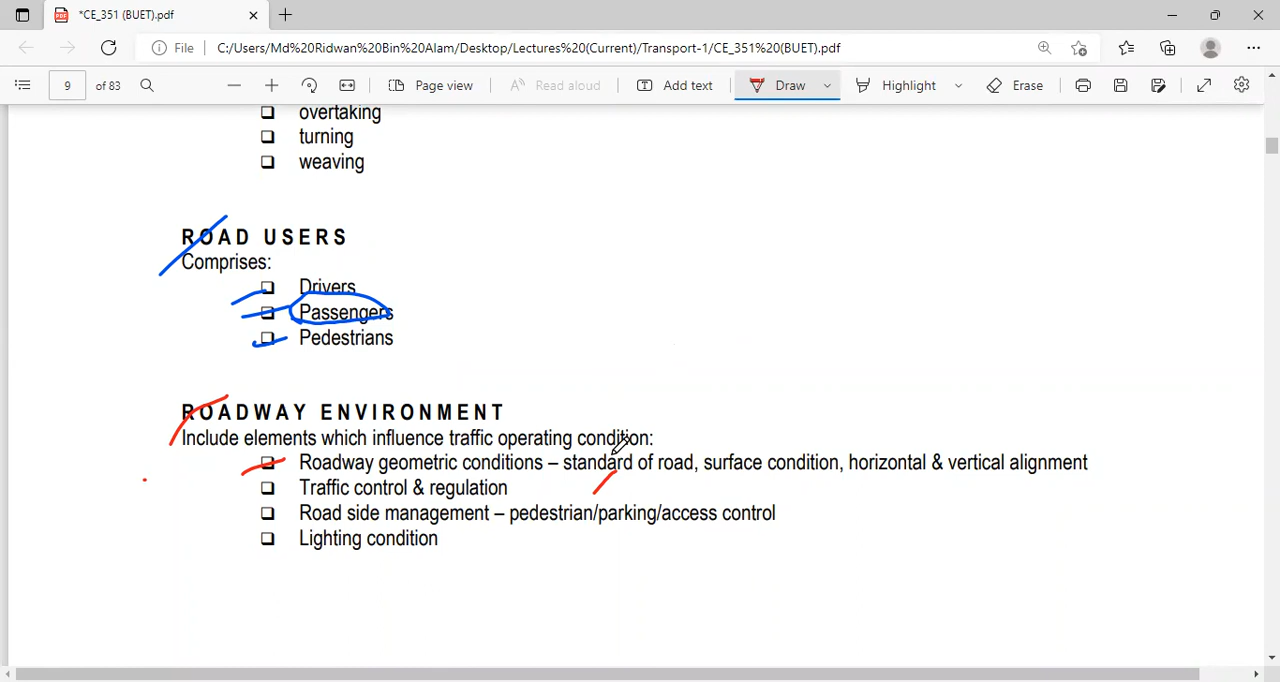 *CE_351 (BUET).pdf
File C:/Users/Md%20Ridwan%20Bin%20Alam/Desktop/Lectures%20(Current)/Transport-1/CE_351%20(BUET).pdf
9 of 83 Page view Read aloud Add text Draw Highlight Erase
overtaking
turning
weaving
ROAD USERS
Comprises:
Drivers
Passengers
Pedestrians
ROADWAY ENVIRONMENT
Include elements which influence traffic operating condition:
Roadway geometric conditions – standard of road, surface condition, horizontal & vertical alignment
Traffic control & regulation
Road side management – pedestrian/parking/access control
Lighting condition